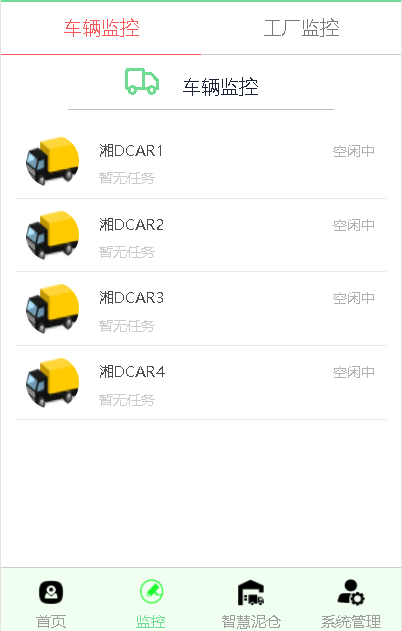 车辆监控 工厂监控
车辆监控
湘DCAR1 空闲中
暂无任务
湘DCAR2 空闲中
暂无任务
湘DCAR3 空闲中
暂无任务
湘DCAR4 空闲中
暂无任务
首页 监控 智慧泥仓 系统管理